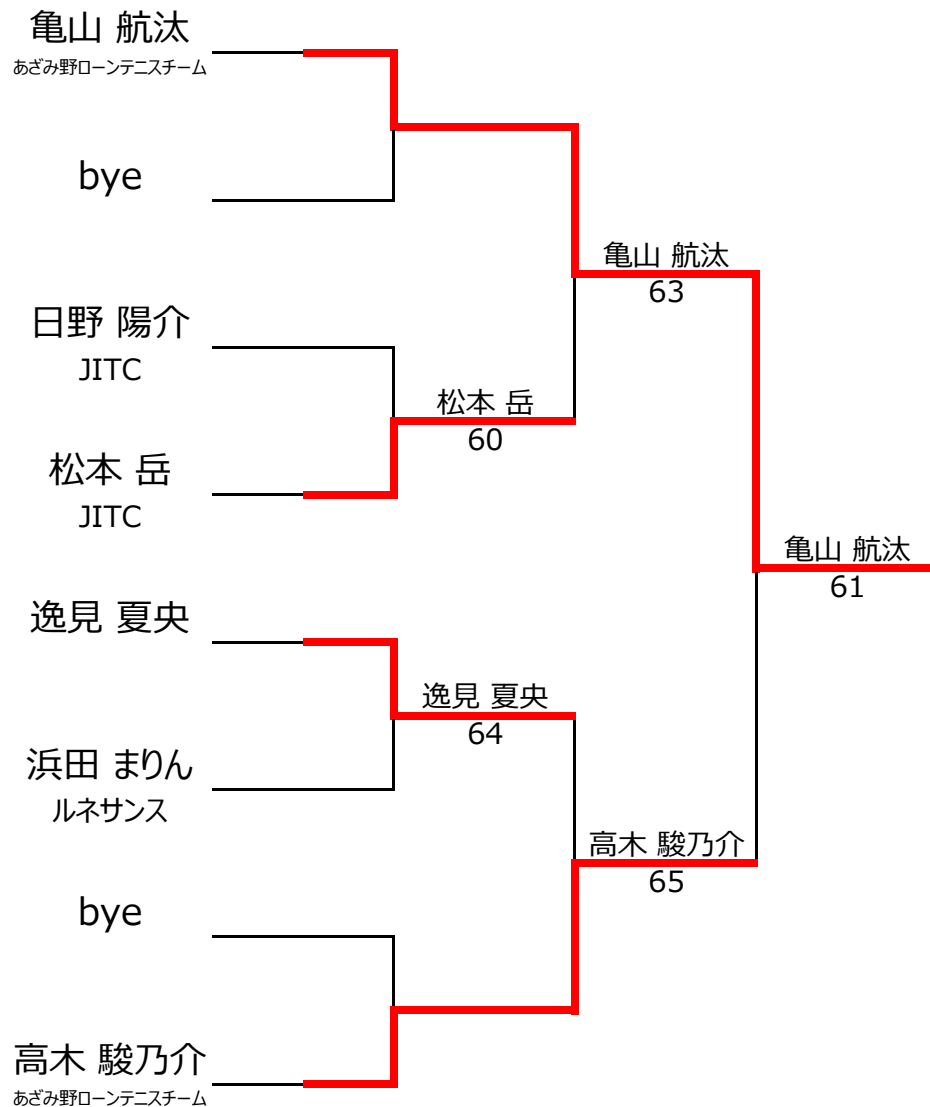 亀山 航汰
あざみ野ローンテニスチーム
bye
亀山 航汰
63
日野 陽介
JITC
松本 岳
60
松本 岳
JITC
亀山 航汰
61
逸見 夏央
逸見 夏央
64
浜田 まりん
ルネサンス
高木 駿乃介
65
bye
高木 駿乃介
あざみ野ローンテニスチーム